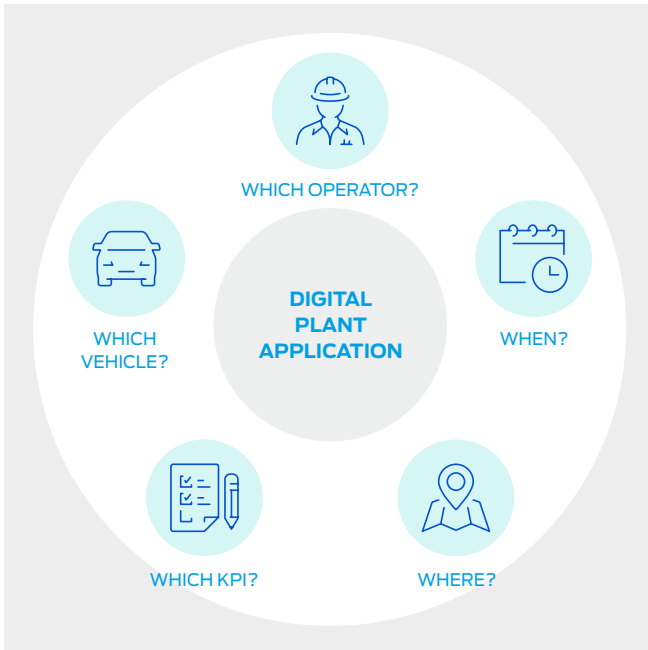 WHICH OPERATOR?
WHICH
VEHICLE?
DIGITAL
PLANT
APPLICATION
WHEN?
WHICH KPI?
WHERE?